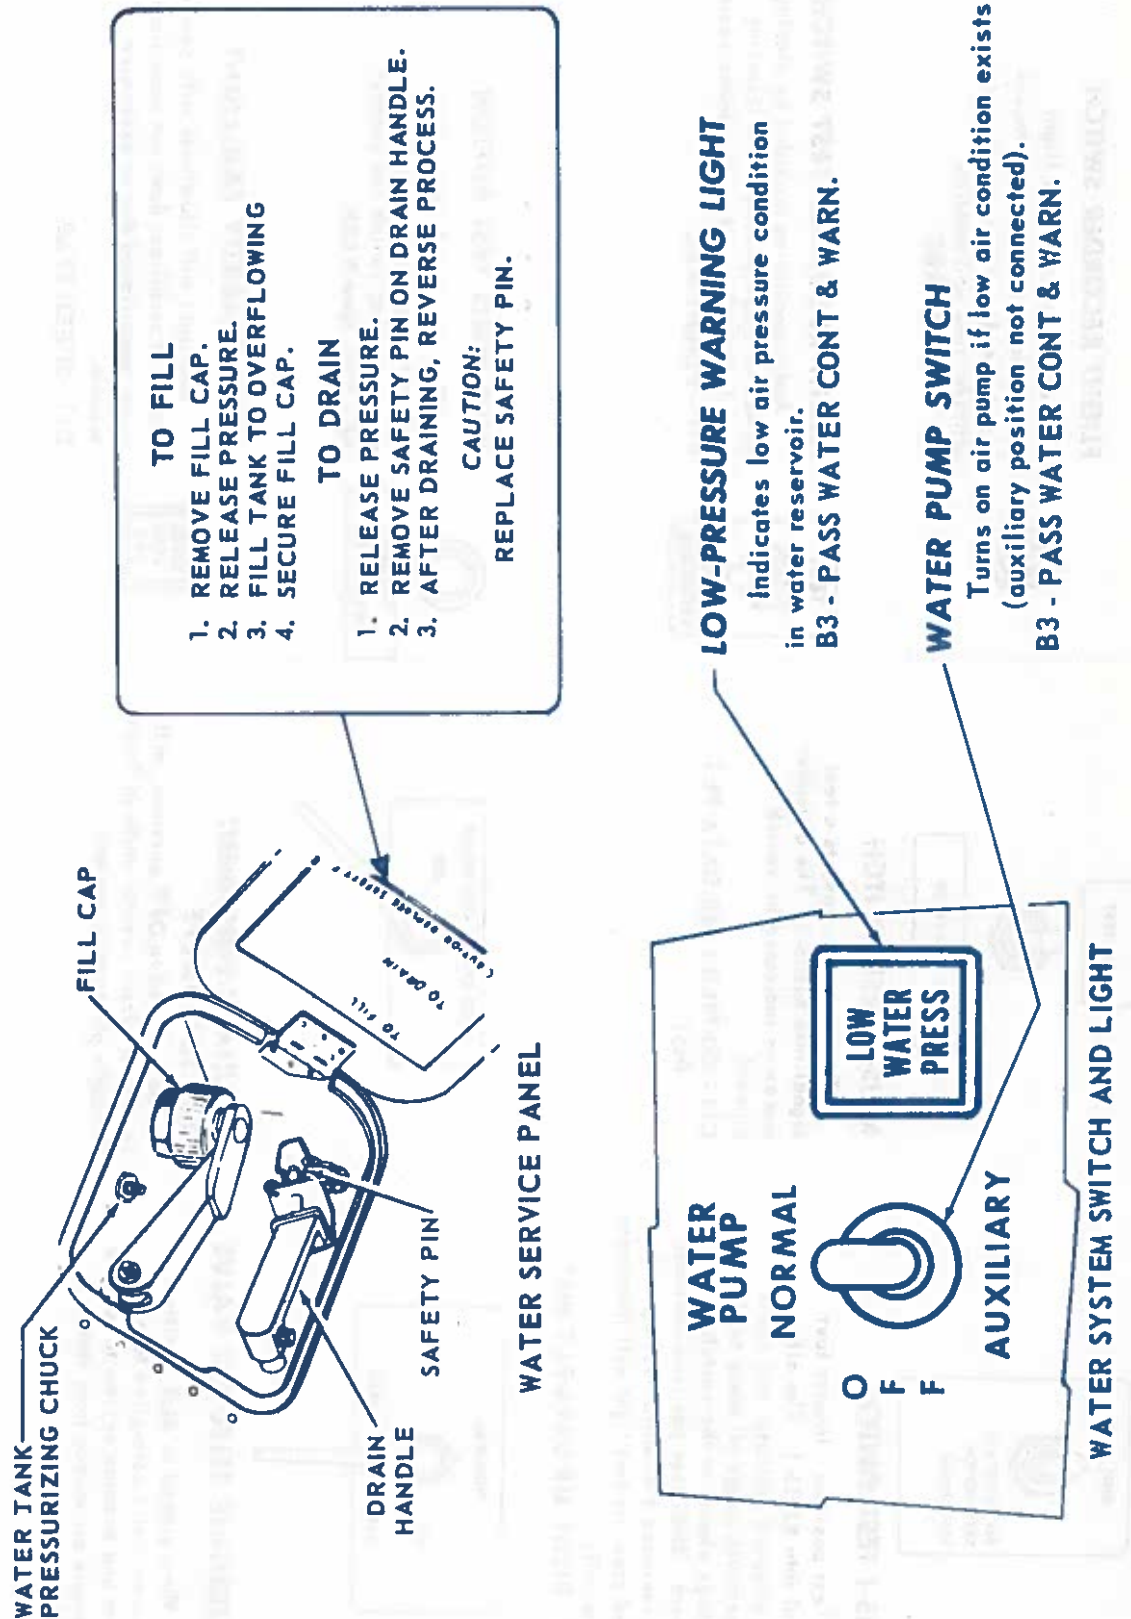 WATER TANK
PRESSURIZING CHUCK
FILL CAP
DRAIN
HANDLE
SAFETY PIN
TO FILL
TO DRAIN
CAUTION REMOVE SAFETY
WATER SERVICE PANEL
TO FILL
1. REMOVE FILL CAP.
2. RELEASE PRESSURE.
3. FILL TANK TO OVERFLOWING
4. SECURE FILL CAP.
TO DRAIN
1. RELEASE PRESSURE.
2. REMOVE SAFETY PIN ON DRAIN HANDLE.
3. AFTER DRAINING, REVERSE PROCESS.
CAUTION:
REPLACE SAFETY PIN.
WATER
PUMP
NORMAL
OFF
AUXILIARY
LOW
WATER
PRESS
WATER SYSTEM SWITCH AND LIGHT
LOW-PRESSURE WARNING LIGHT
Indicates low air pressure condition
in water reservoir.
B3 - PASS WATER CONT & WARN.
WATER PUMP SWITCH
Turns on air pump if low air condition exists
(auxiliary position not connected).
B3 - PASS WATER CONT & WARN.